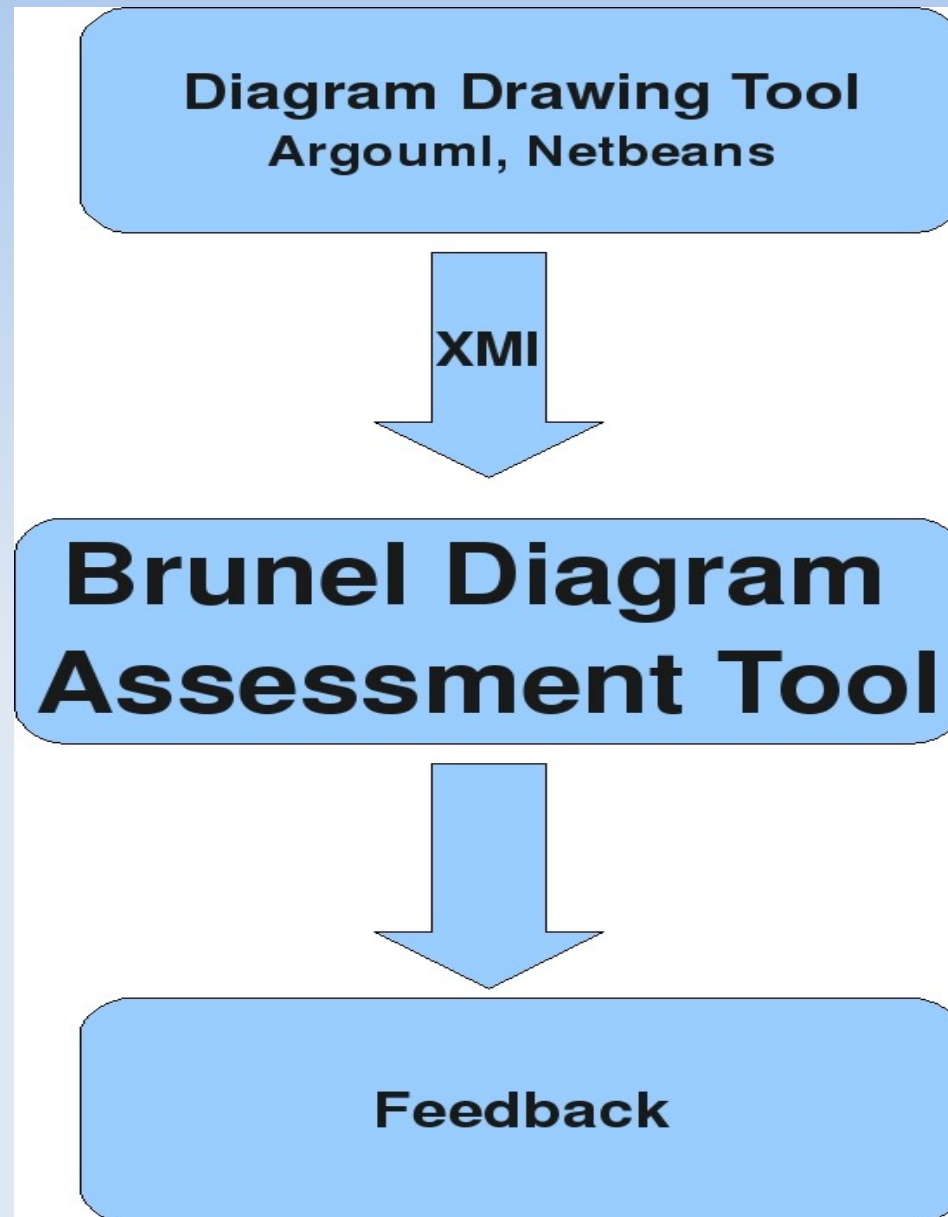 Diagram Drawing Tool
Argouml, Netbeans
XMI
Brunel Diagram
Assessment Tool
Feedback